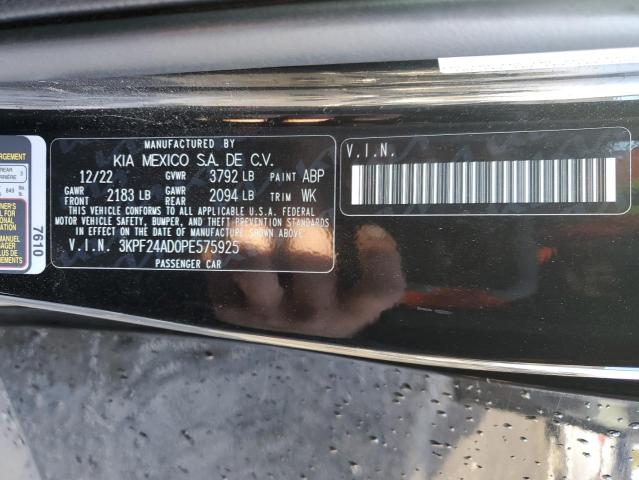 MANUFACTURED BY
KIA MEXICO S.A. DE C.V.
12/22 GVWR 3792 LB PAINT ABP
GAWR FRONT 2183 LB GAWR REAR 2094 LB TRIM WK
THIS VEHICLE CONFORMS TO ALL APPLICABLE U.S.A. FEDERAL
MOTOR VEHICLE SAFETY, BUMPER, AND THEFT PREVENTION STANDARDS
IN EFFECT ON THE DATE OF MANUFACTURE SHOWN ABOVE.
V.I.N. 3KPF24AD0PE575925
PASSENGER CAR
V.I.N.
7610